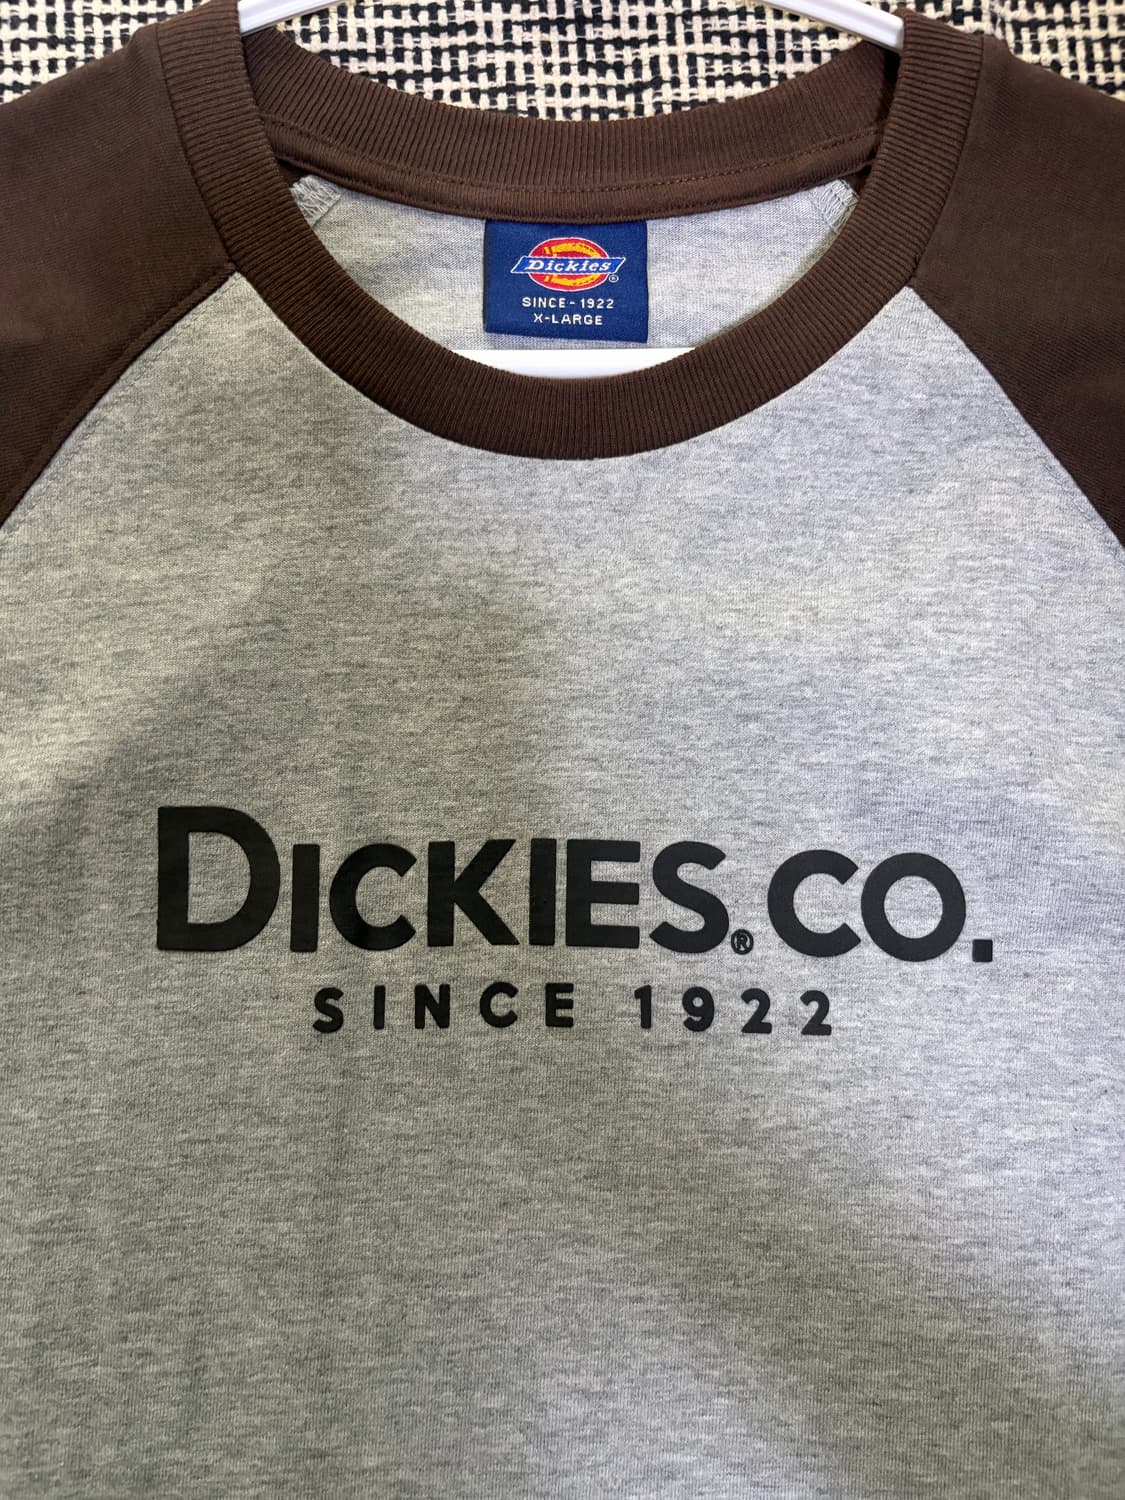 Dickies®
SINCE-1922
X-LARGE
DICKIES®.CO.
SINCE 1922